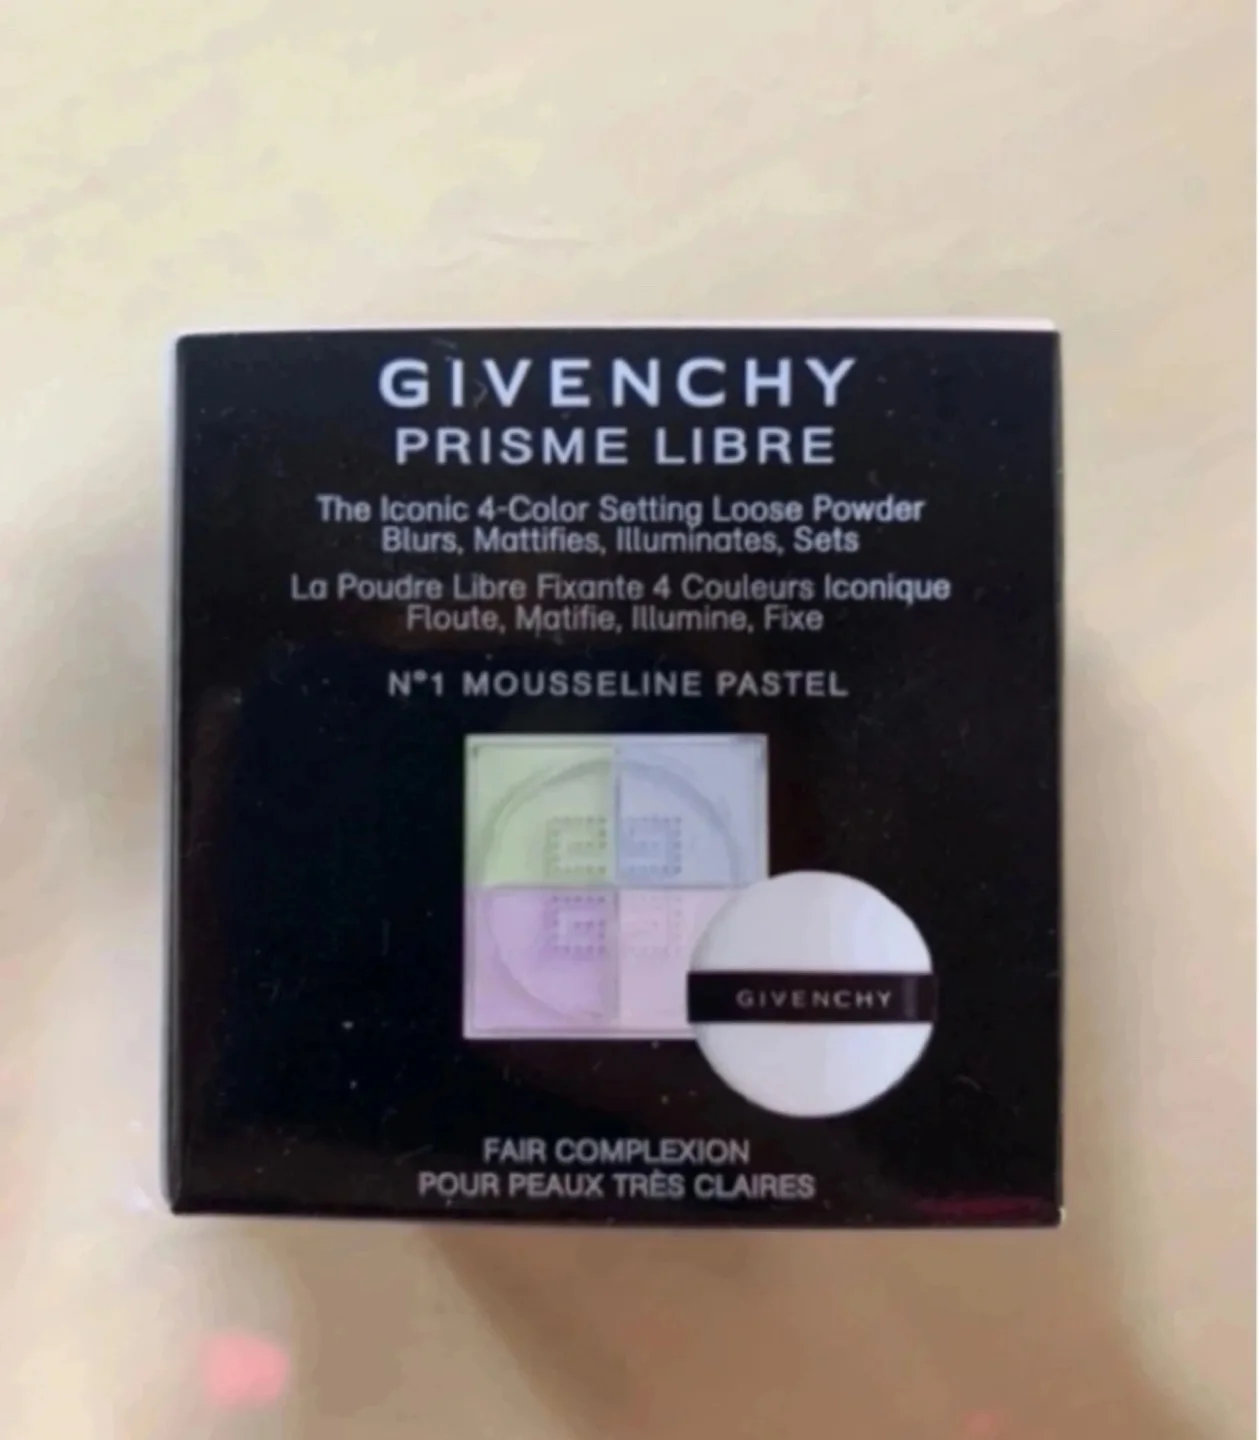 GIVENCHY
PRISME LIBRE
The Iconic 4-Color Setting Loose Powder
Blurs, Mattifies, Illuminates, Sets
La Poudre Libre Fixante 4 Couleurs Iconique
Floute, Matifie, Illumine, Fixe
N°1 MOUSSELINE PASTEL
GIVENCHY
FAIR COMPLEXION
POUR PEAUX TRÈS CLAIRES